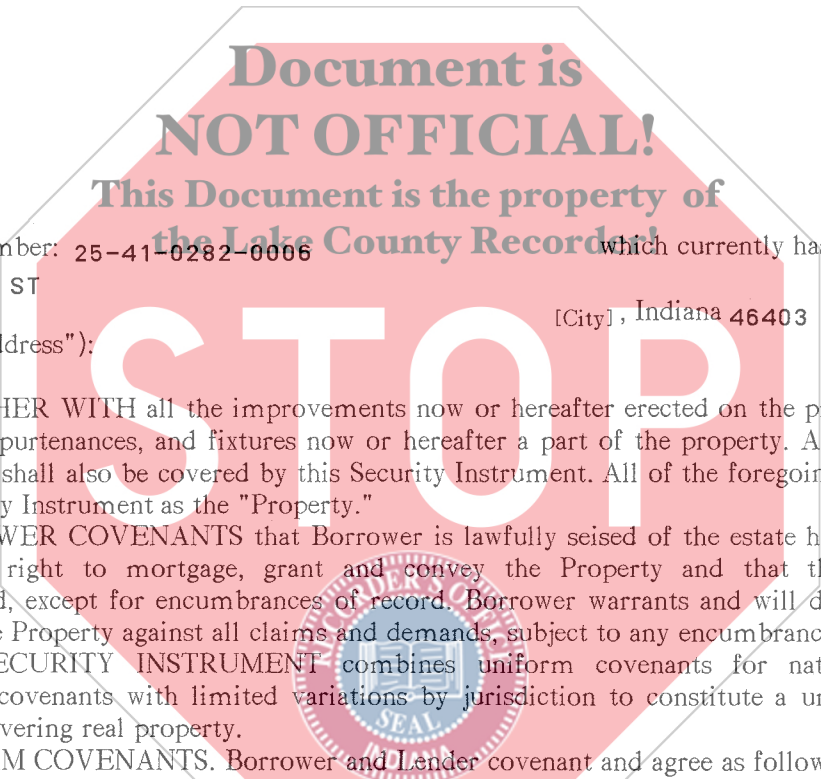 Document is
NOT OFFICIAL!
This Document is the property of
the Lake County Recorder!
mber: 25-41-0282-0006 which currently has
ST
[City], Indiana 46403
ddress"):
STOP
HER WITH all the improvements now or hereafter erected on the p
purtenances, and fixtures now or hereafter a part of the property. A
shall also be covered by this Security Instrument. All of the foregoin
y Instrument as the "Property."
WER COVENANTS that Borrower is lawfully seised of the estate h
right to mortgage, grant and convey the Property and that th
d, except for encumbrances of record. Borrower warrants and will d
e Property against all claims and demands, subject to any encumbranc
SECURITY INSTRUMENT combines uniform covenants for nat
covenants with limited variations by jurisdiction to constitute a u
vering real property.
M COVENANTS. Borrower and Lender covenant and agree as follow
RECORDER'S OFFICE
SEAL
INDIANA